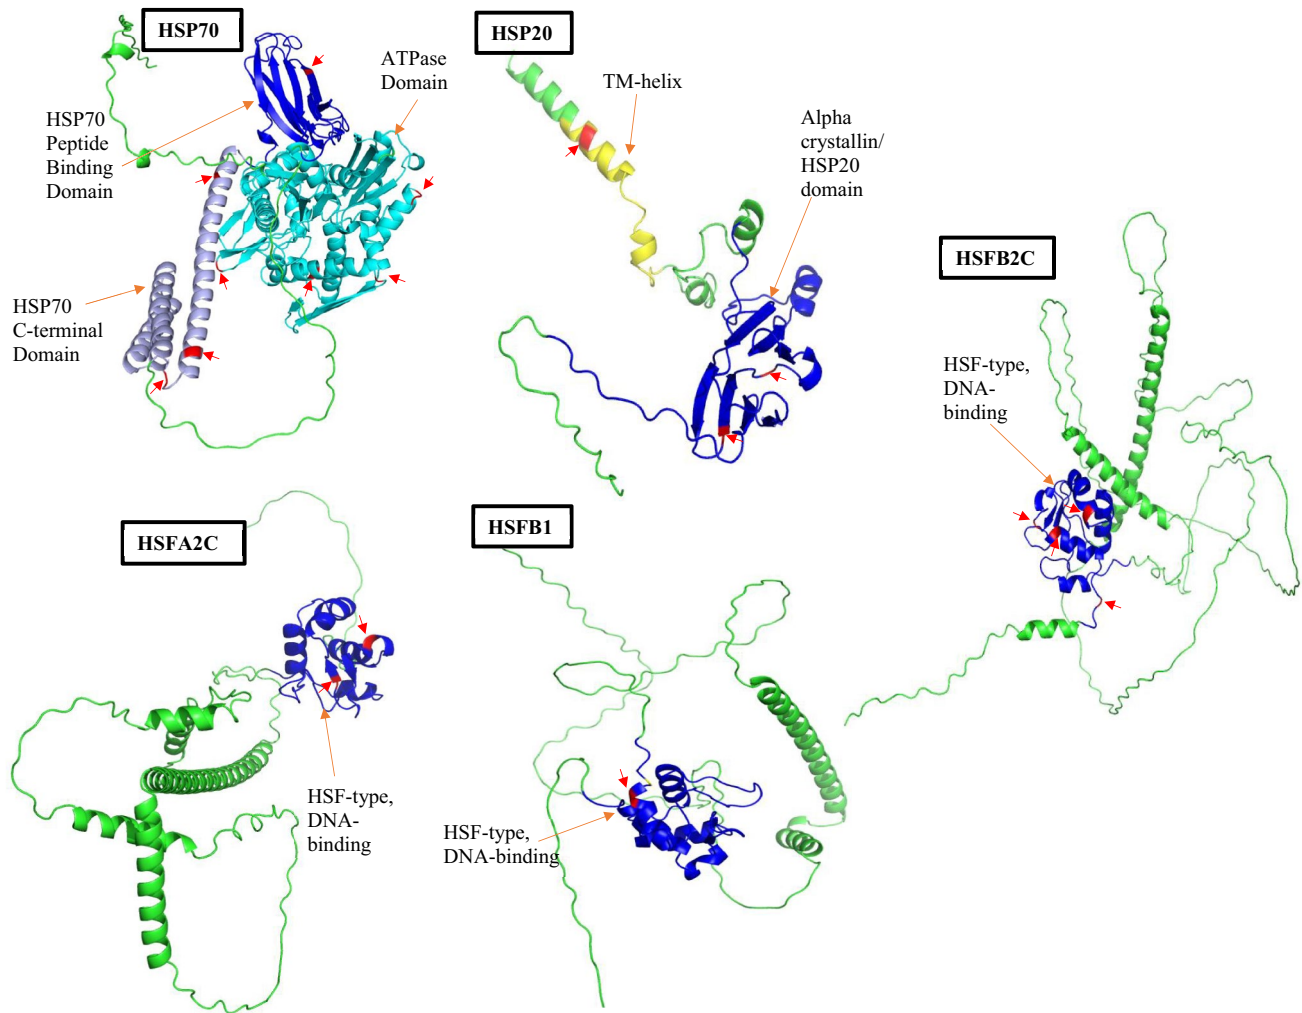 HSP70
ATPase
Domain
HSP70
Peptide
Binding
Domain
HSP70
C-terminal
Domain
HSP20
TM-helix
Alpha
crystallin/
HSP20
domain
HSFB2C
HSF-type,
DNA-
binding
HSFA2C
HSF-type,
DNA-
binding
HSFB1
HSF-type,
DNA-binding